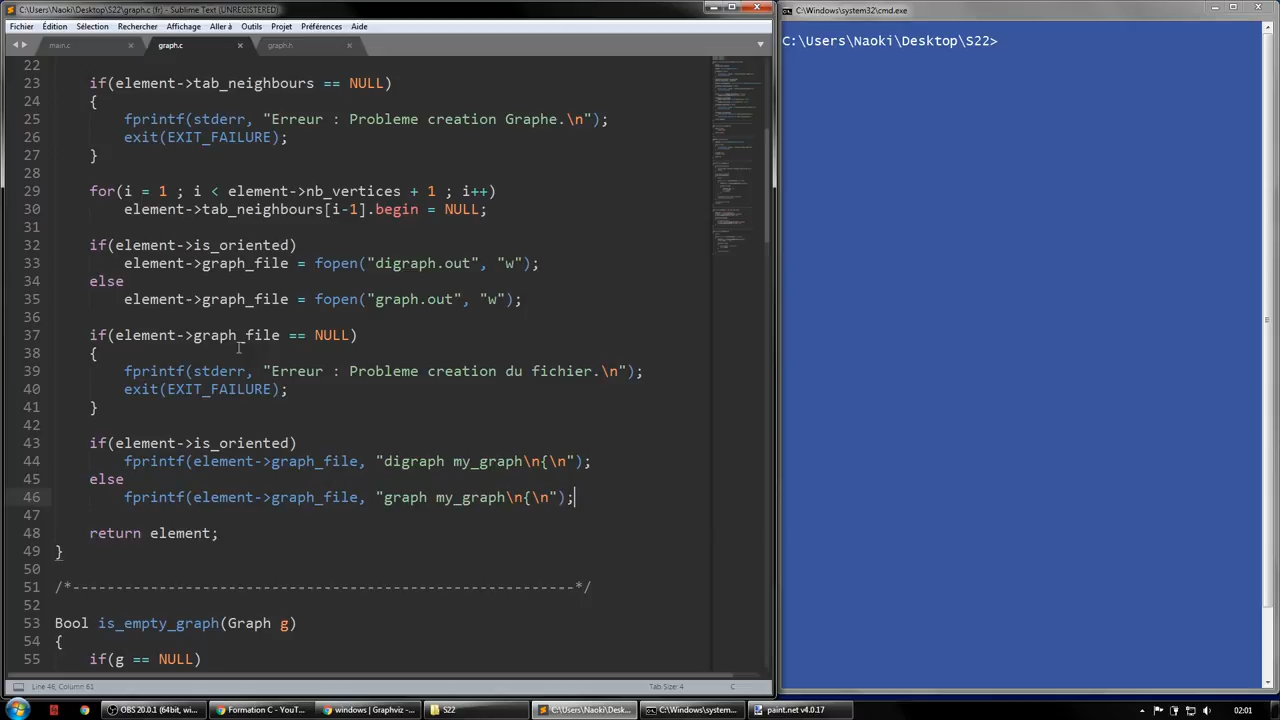 C:\Users\Naoki\Desktop\S22\graph.c (fr) - Sublime Text (UNREGISTERED)
Fichier Édition Sélection Rechercher Affichage Aller à Outils Projet Préférences Aide
main.c graph.c graph.h
22
23 if(element->tab_neighbors == NULL)
24 {
25 fprintf(stderr, "Erreur : Probleme creation Graphe.\n");
26 exit(EXIT_FAILURE);
27 }
28
29 for(i = 1 ; i < element->nb_vertices + 1 ; i++)
30 element->tab_neighbors[i-1].begin = NULL;
31
32 if(element->is_oriented)
33 element->graph_file = fopen("digraph.out", "w");
34 else
35 element->graph_file = fopen("graph.out", "w");
36
37 if(element->graph_file == NULL)
38 {
39 fprintf(stderr, "Erreur : Probleme creation du fichier.\n");
40 exit(EXIT_FAILURE);
41 }
42
43 if(element->is_oriented)
44 fprintf(element->graph_file, "digraph my_graph\n{\n");
45 else
46 fprintf(element->graph_file, "graph my_graph\n{\n");
47
48 return element;
49 }
50
51 /*----------------------------------------------------------*/
52
53 Bool is_empty_graph(Graph g)
54 {
55 if(g == NULL)
Line 46, Column 61 Tab Size: 4 C
C:\Windows\system32\cmd.exe
C:\Users\Naoki\Desktop\S22>
OBS 20.0.1 (64bit, wi... Formation C - YouT... windows | Graphviz -... S22 C:\Users\Naoki\Desk... C:\Windows\system... paint.net v4.0.17 02:01